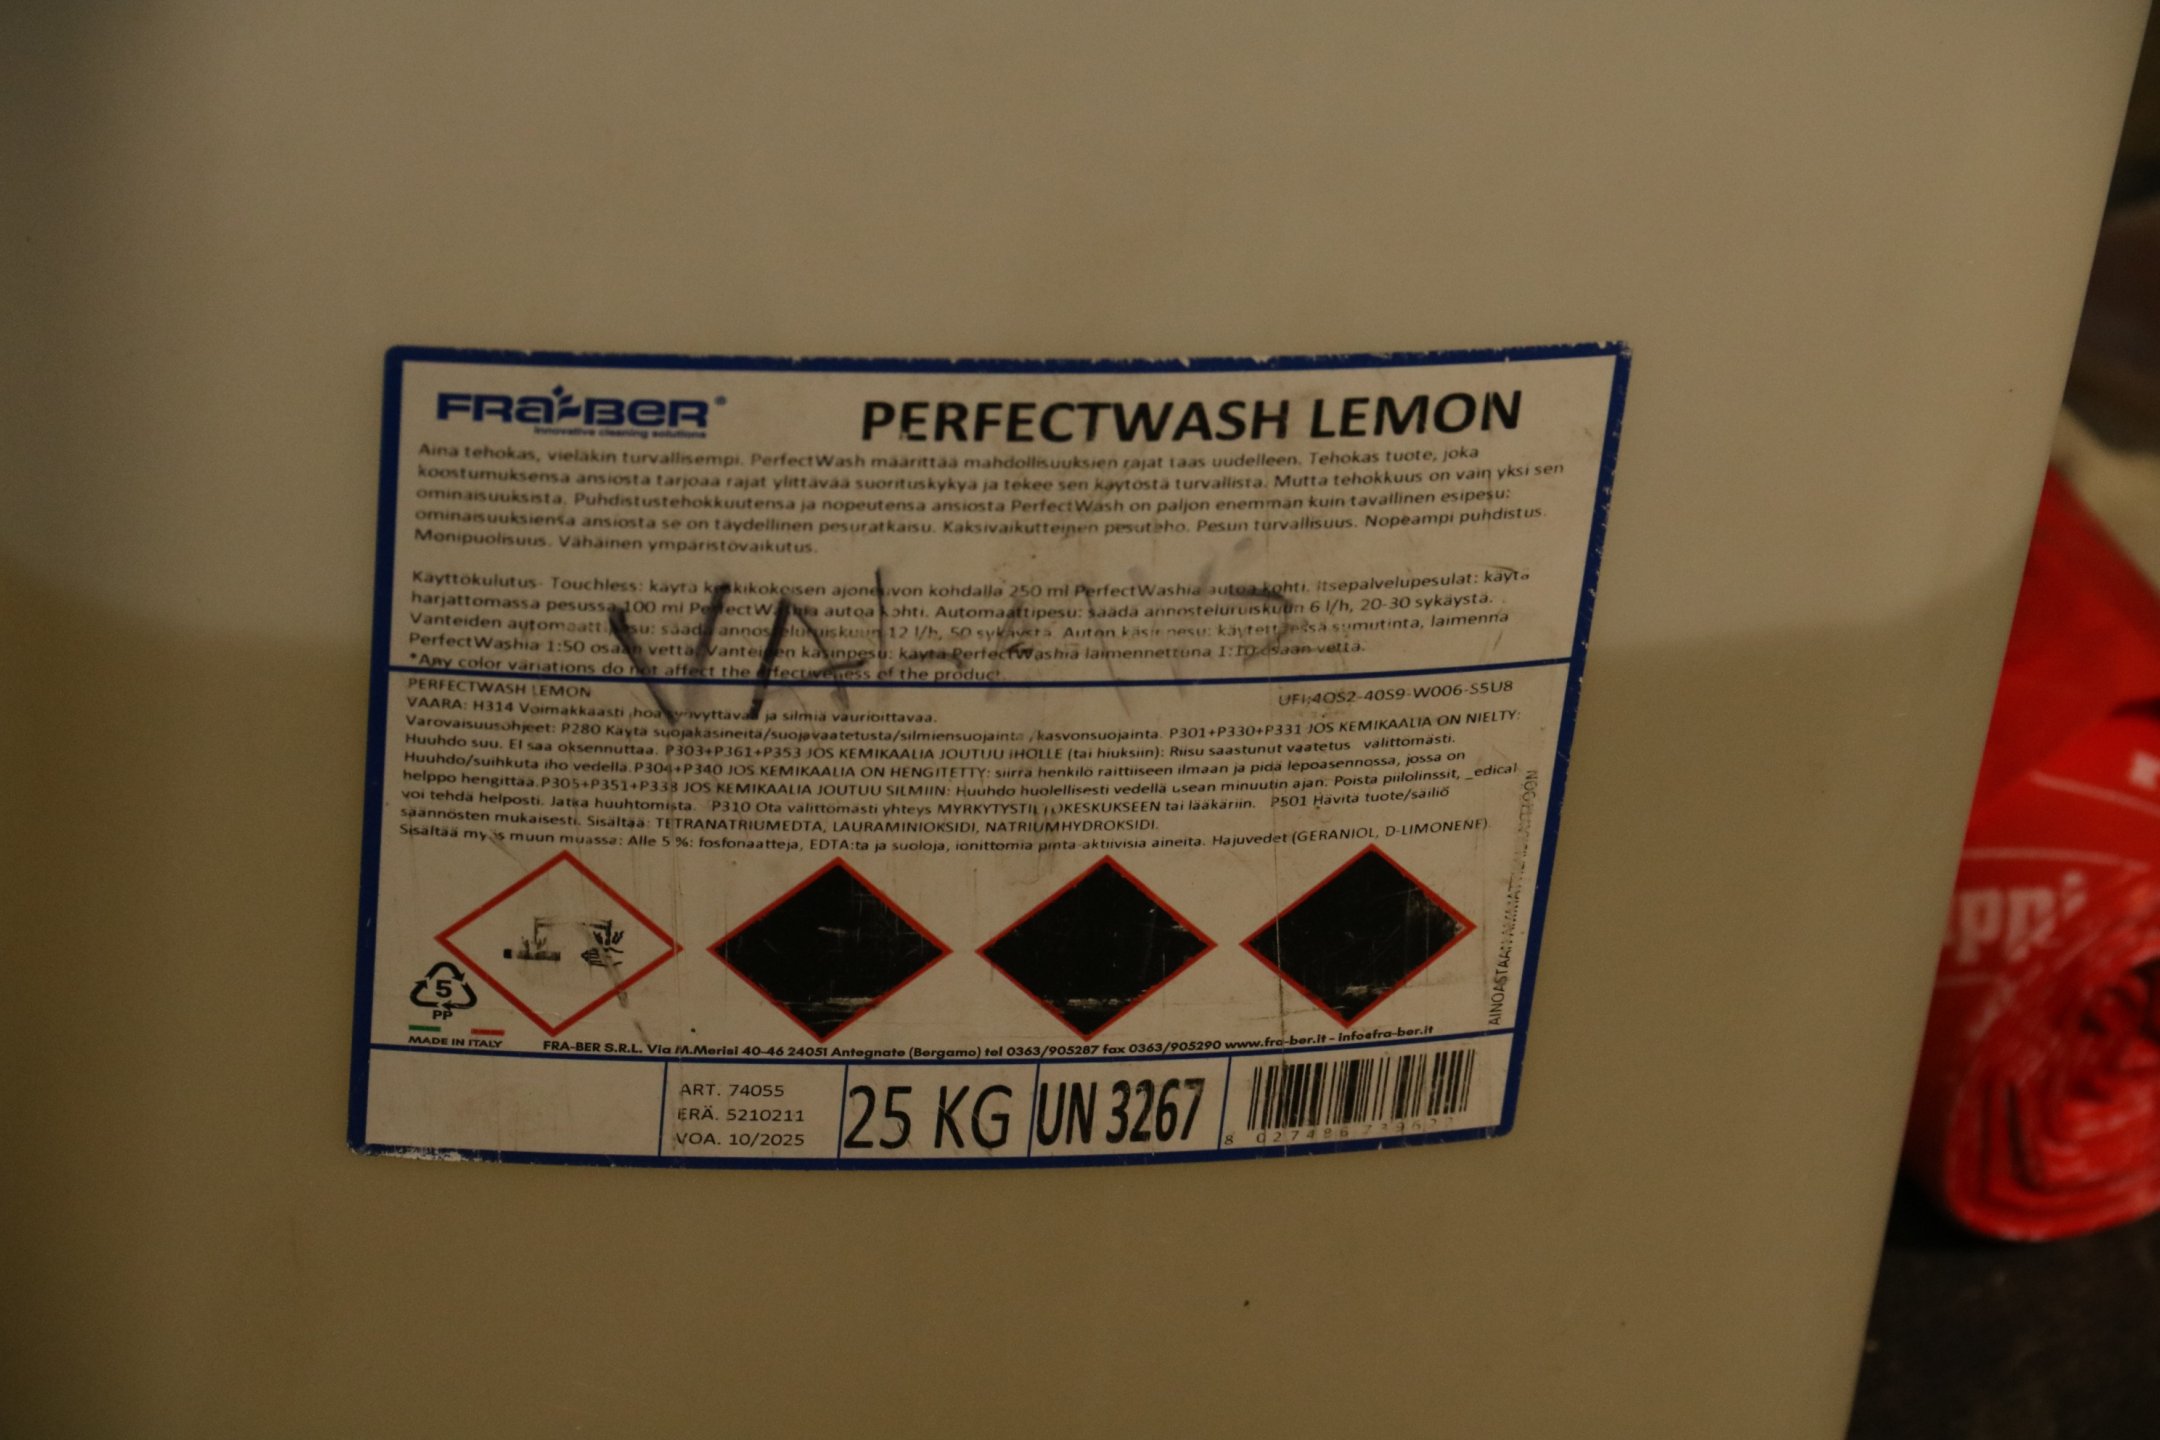 FRa-BER®
Innovative cleaning solutions
PERFECTWASH LEMON
Aina tehokas, vieläkin turvallisempi. PerfectWash määrittää mahdollisuuksien rajat taas uudelleen. Tehokas tuote, joka
koostumuksensa ansiosta tarjoaa rajat ylittävää suorituskykyä ja tekee sen käytöstä turvallista. Mutta tehokkuus on vain yksi sen
ominaisuuksista. Puhdistustehokkuutensa ja nopeutensa ansiosta PerfectWash on paljon enemmän kuin tavallinen esipesu:
ominaisuuksiensa ansiosta se on täydellinen pesuratkaisu. Kaksivaikutteinen pesuteho. Pesun turvallisuus. Nopeampi puhdistus.
Monipuolisuus. Vähäinen ympäristövaikutus.
Käyttökulutus- Touchless: käytä keskikokoisen ajoneuvon kohdalla 250 ml PerfectWashia autoa kohti. Itsepalvelupesulat: käytä
harjattomassa pesussa 100 ml PerfectWashia autoa kohti. Automaattipesu: säädä annosteluruiskuun 6 l/h, 20-30 sykäystä.
Vanteiden automaattipesu: säädä annosteluruiskuun 12 l/h, 50 sykäystä. Auton käsinpesu: käytettäessä sumutinta, laimenna
PerfectWashia 1:50 osaan vettä. Vanteiden käsinpesu: käytä PerfectWashia laimennettuna 1:10 osaan vettä.
*Any color variations do not affect the effectiveness of the product.
PERFECTWASH LEMON
UFI:4OS2-40S9-W006-S5U8
VAARA: H314 Voimakkaasti ihoa syövyttävää ja silmiä vaurioittavaa.
Varovaisuusohjeet: P280 Käytä suojakäsineitä/suojavaatetusta/silmiensuojainta /kasvonsuojainta. P301+P330+P331 JOS KEMIKAALIA ON NIELTY:
Huuhdo suu. EI saa oksennuttaa. P303+P361+P353 JOS KEMIKAALIA JOUTUU IHOLLE (tai hiuksiin): Riisu saastunut vaatetus välittömästi.
Huuhdo/suihkuta iho vedellä.P304+P340 JOS KEMIKAALIA ON HENGITETTY: siirrä henkilö raittiiseen ilmaan ja pidä lepoasennossa, jossa on
helppo hengittää.P305+P351+P338 JOS KEMIKAALIA JOUTUU SILMIIN: Huuhdo huolellisesti vedellä usean minuutin ajan. Poista piilolinssit, _edical
voi tehdä helposti. Jatka huuhtomista. P310 Ota välittömästi yhteys MYRKYTYSTIETOKESKUKSEEN tai lääkäriin. P501 Hävitä tuote/säiliö
säännösten mukaisesti. Sisältää: TETRANATRIUMEDTA, LAURAMINIOKSIDI, NATRIUMHYDROKSIDI.
Sisältää myös muun muassa: Alle 5 %: fosfonaatteja, EDTA:ta ja suoloja, ionittomia pinta-aktiivisia aineita. Hajuvedet (GERANIOL, D-LIMONENE).
AINOASTAAN
5
PP
MADE IN ITALY
FRA-BER S.R.L. Via M.Merisi 40-46 24051 Antegnate (Bergamo) tel 0363/905287 fax 0363/905290 www.fra-ber.it - info@fra-ber.it
ART. 74055
ERÄ. 5210211
VOA. 10/2025
25 KG
UN 3267